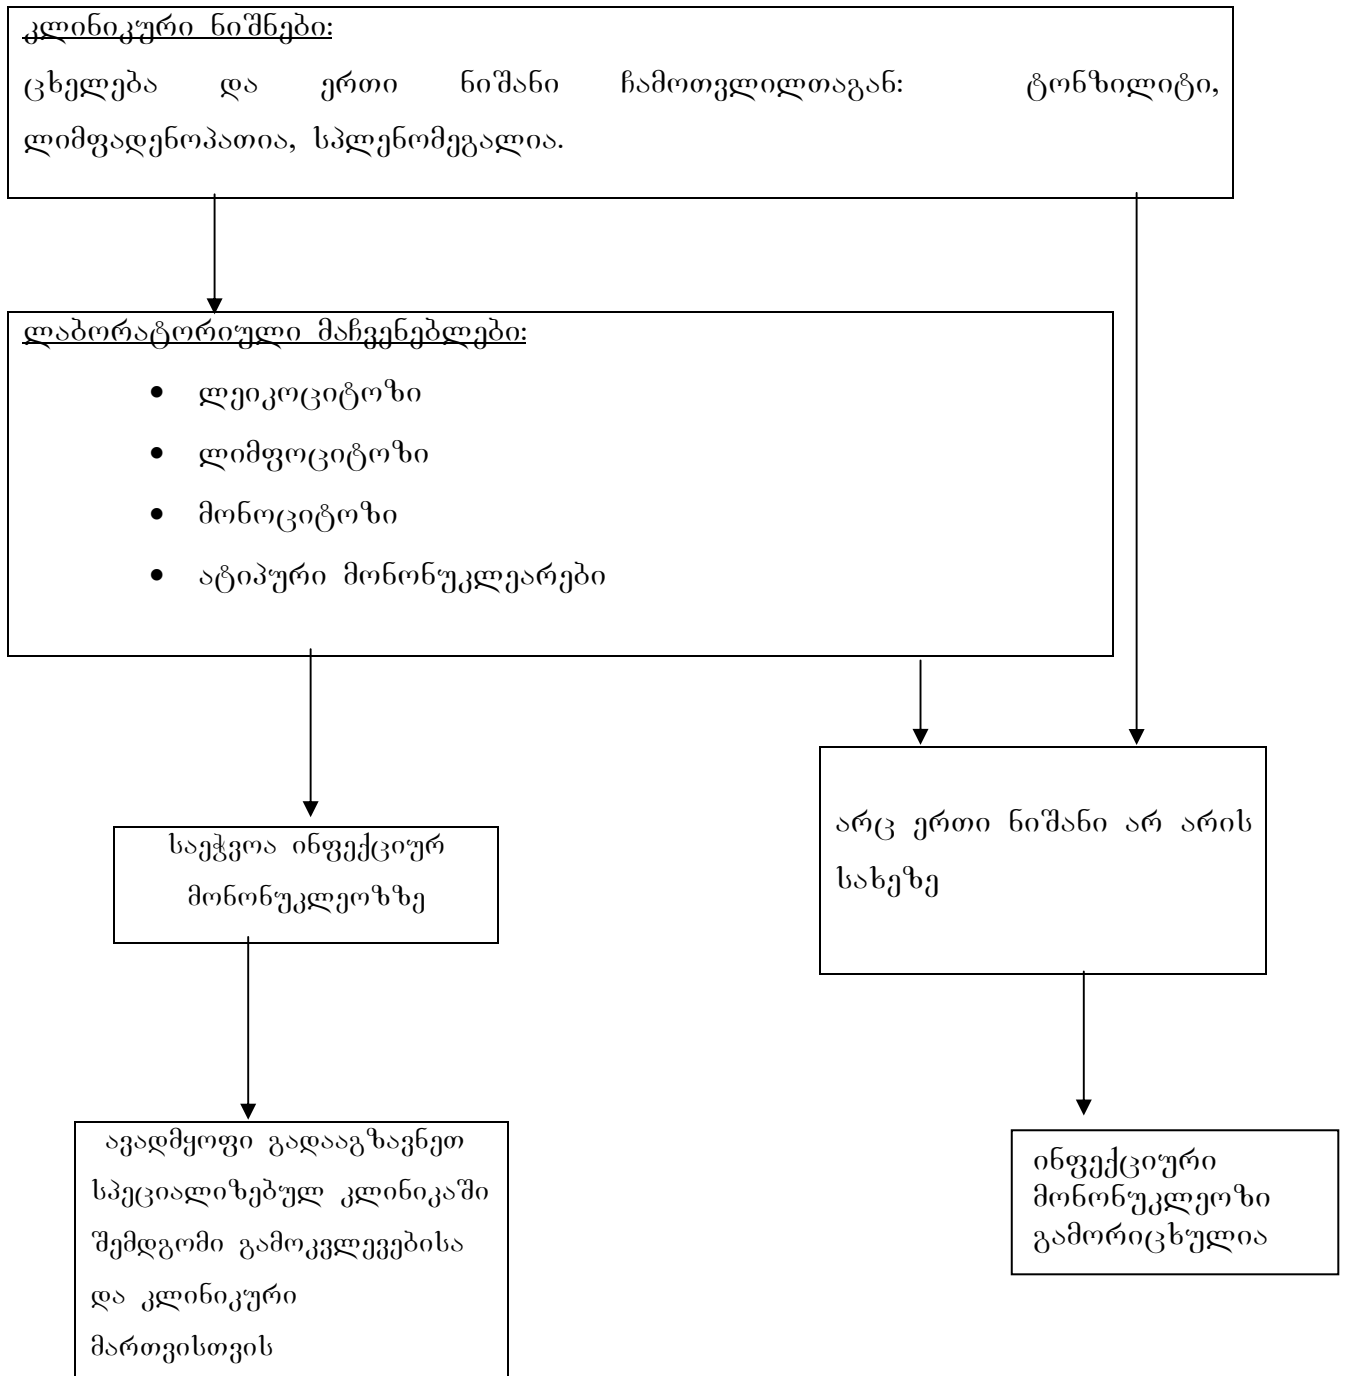 კლინიკური ნიშნები:
ცხელება და ერთი ნიშანი ჩამოთვლილთაგან: ტონზილიტი,
ლიმფადენოპათია, სპლენომეგალია.
ლაბორატორიული მაჩვენებლები:
• ლეიკოციტოზი
• ლიმფოციტოზი
• მონოციტოზი
• ატიპური მონონუკლეარები
არც ერთი ნიშანი არ არის
სახეზე
საეჭვოა ინფექციურ
მონონუკლეოზზე
ავადმყოფი გადააგზავნეთ
სპეციალიზებულ კლინიკაში
შემდგომი გამოკვლევებისა
და კლინიკური
მართვისთვის
ინფექციური
მონონუკლეოზი
გამორიცხულია